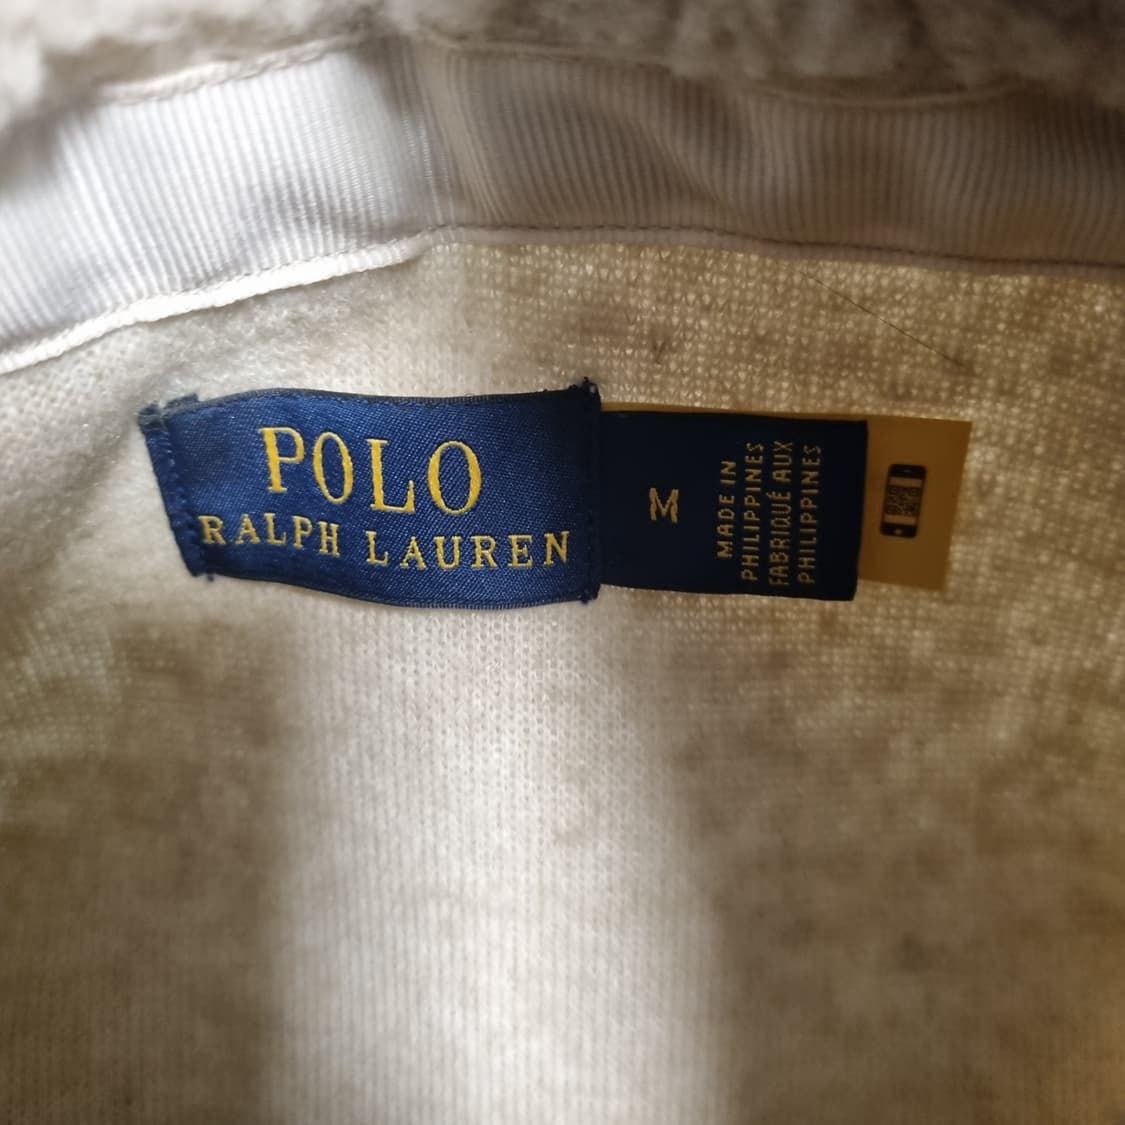 POLO
RALPH LAUREN
M
MADE IN
PHILIPPINES
FABRIQUÉ AUX
PHILIPPINES